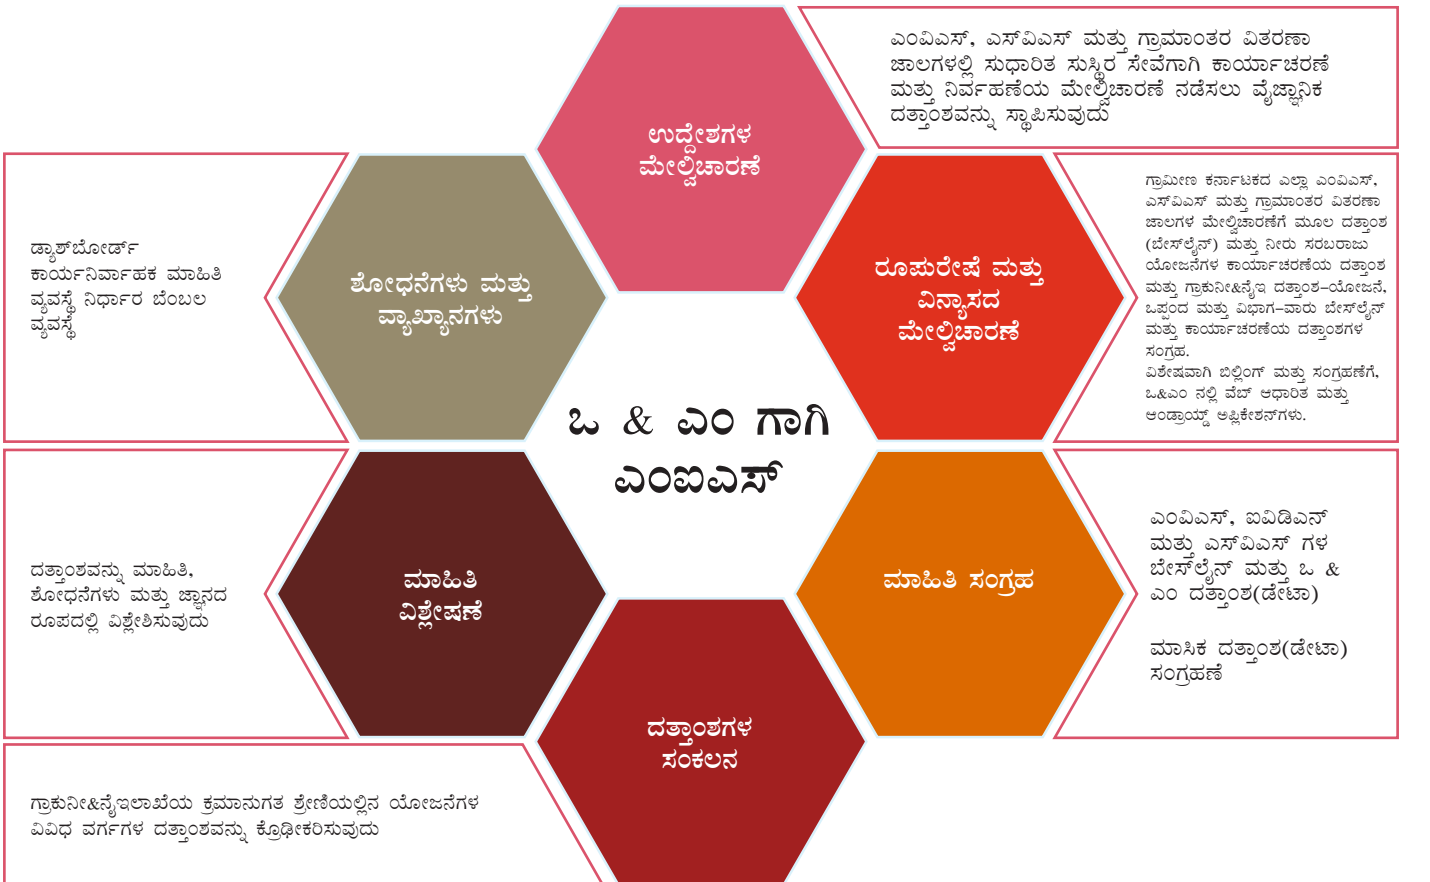 ಎಂವಿಎಸ್, ಎಸ್‌ವಿಎಸ್ ಮತ್ತು ಗ್ರಾಮಾಂತರ ವಿತರಣಾ
ಜಾಲಗಳಲ್ಲಿ ಸುಧಾರಿತ ಸುಸ್ಥಿರ ಸೇವೆಗಾಗಿ ಕಾರ್ಯಾಚರಣೆ
ಮತ್ತು ನಿರ್ವಹಣೆಯ ಮೇಲ್ವಿಚಾರಣೆ ನಡೆಸಲು ವೈಜ್ಞಾನಿಕ
ದತ್ತಾಂಶವನ್ನು ಸ್ಥಾಪಿಸುವುದು
ಉದ್ದೇಶಗಳ
ಮೇಲ್ವಿಚಾರಣೆ
ಗ್ರಾಮೀಣ ಕರ್ನಾಟಕದ ಎಲ್ಲಾ ಎಂವಿಎಸ್,
ಎಸ್‌ವಿಎಸ್ ಮತ್ತು ಗ್ರಾಮಾಂತರ ವಿತರಣಾ
ಜಾಲಗಳ ಮೇಲ್ವಿಚಾರಣೆಗೆ ಮೂಲ ದತ್ತಾಂಶ
(ಬೇಸ್‌ಲೈನ್) ಮತ್ತು ನೀರು ಸರಬರಾಜು
ಯೋಜನೆಗಳ ಕಾರ್ಯಾಚರಣೆಯ ದತ್ತಾಂಶ
ಮತ್ತು ಗ್ರಾಕುನೀ&ನೈಇ ದತ್ತಾಂಶ-ಯೋಜನೆ,
ಒಪ್ಪಂದ ಮತ್ತು ವಿಭಾಗ-ವಾರು ಬೇಸ್‌ಲೈನ್
ಮತ್ತು ಕಾರ್ಯಾಚರಣೆಯ ದತ್ತಾಂಶಗಳ
ಸಂಗ್ರಹ.
ವಿಶೇಷವಾಗಿ ಬಿಲ್ಲಿಂಗ್ ಮತ್ತು ಸಂಗ್ರಹಣೆಗೆ,
ಒ&ಎಂ ನಲ್ಲಿ ವೆಬ್ ಆಧಾರಿತ ಮತ್ತು
ಆಂಡ್ರಾಯ್ಡ್ ಅಪ್ಲಿಕೇಶನ್‌ಗಳು.
ರೂಪುರೇಷೆ ಮತ್ತು
ವಿನ್ಯಾಸದ
ಮೇಲ್ವಿಚಾರಣೆ
ಡ್ಯಾಶ್‌ಬೋರ್ಡ್
ಕಾರ್ಯನಿರ್ವಾಹಕ ಮಾಹಿತಿ
ವ್ಯವಸ್ಥೆ ನಿರ್ಧಾರ ಬೆಂಬಲ
ವ್ಯವಸ್ಥೆ
ಶೋಧನೆಗಳು ಮತ್ತು
ವ್ಯಾಖ್ಯಾನಗಳು
ಒ & ಎಂ ಗಾಗಿ
ಎಂಐಎಸ್
ಎಂವಿಎಸ್, ಐವಿಡಿಎನ್
ಮತ್ತು ಎಸ್‌ವಿಎಸ್ ಗಳ
ಬೇಸ್‌ಲೈನ್ ಮತ್ತು ಒ &
ಎಂ ದತ್ತಾಂಶ(ಡೇಟಾ)
ಮಾಸಿಕ ದತ್ತಾಂಶ(ಡೇಟಾ)
ಸಂಗ್ರಹಣೆ
ಮಾಹಿತಿ ಸಂಗ್ರಹ
ದತ್ತಾಂಶವನ್ನು ಮಾಹಿತಿ,
ಶೋಧನೆಗಳು ಮತ್ತು ಜ್ಞಾನದ
ರೂಪದಲ್ಲಿ ವಿಶ್ಲೇಶಿಸುವುದು
ಮಾಹಿತಿ
ವಿಶ್ಲೇಷಣೆ
ದತ್ತಾಂಶಗಳ
ಸಂಕಲನ
ಗ್ರಾಕುನೀ&ನೈಇಲಾಖೆಯ ಕ್ರಮಾನುಗತ ಶ್ರೇಣಿಯಲ್ಲಿನ ಯೋಜನೆಗಳ
ವಿವಿಧ ವರ್ಗಗಳ ದತ್ತಾಂಶವನ್ನು ಕ್ರೊಢೀಕರಿಸುವುದು